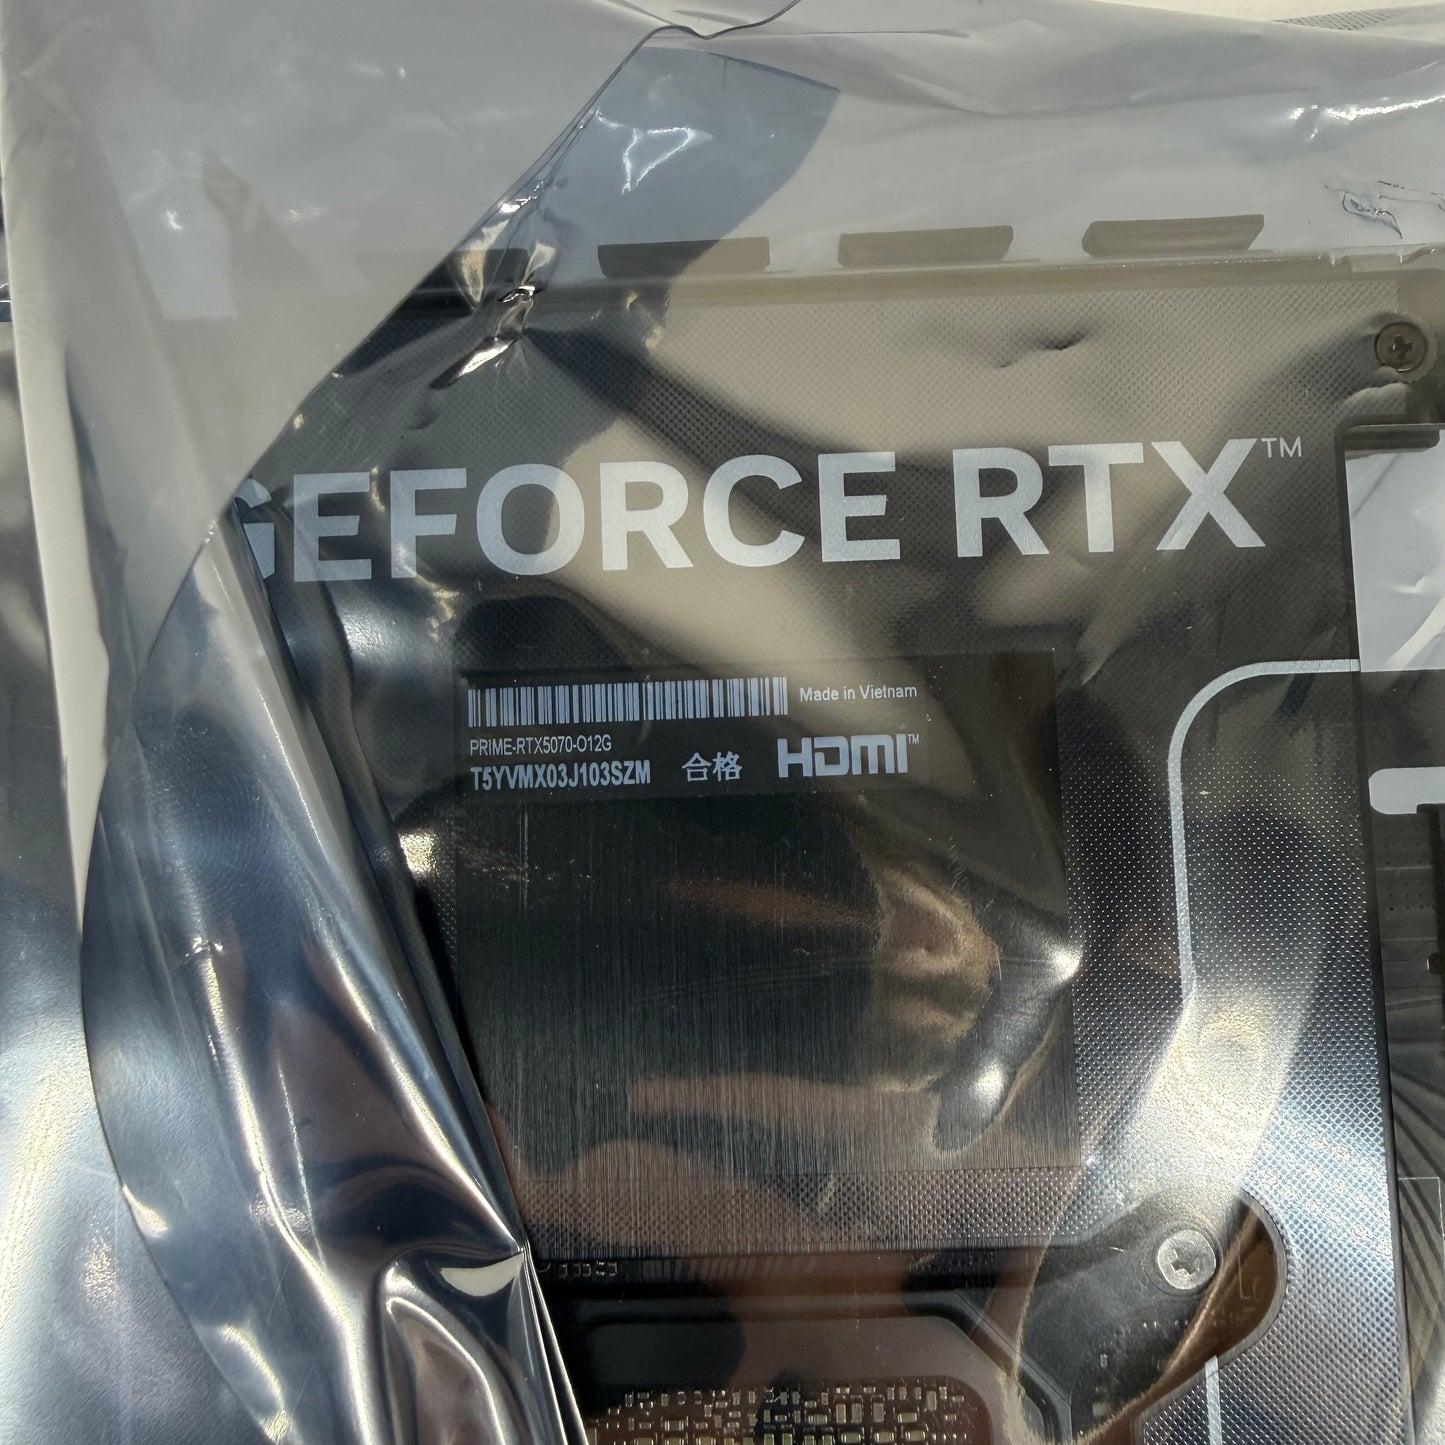 GEFORCE RTX™
Made in Vietnam
PRIME-RTX5070-O12G
T5YVMX03J103SZM 合格 HDMI™